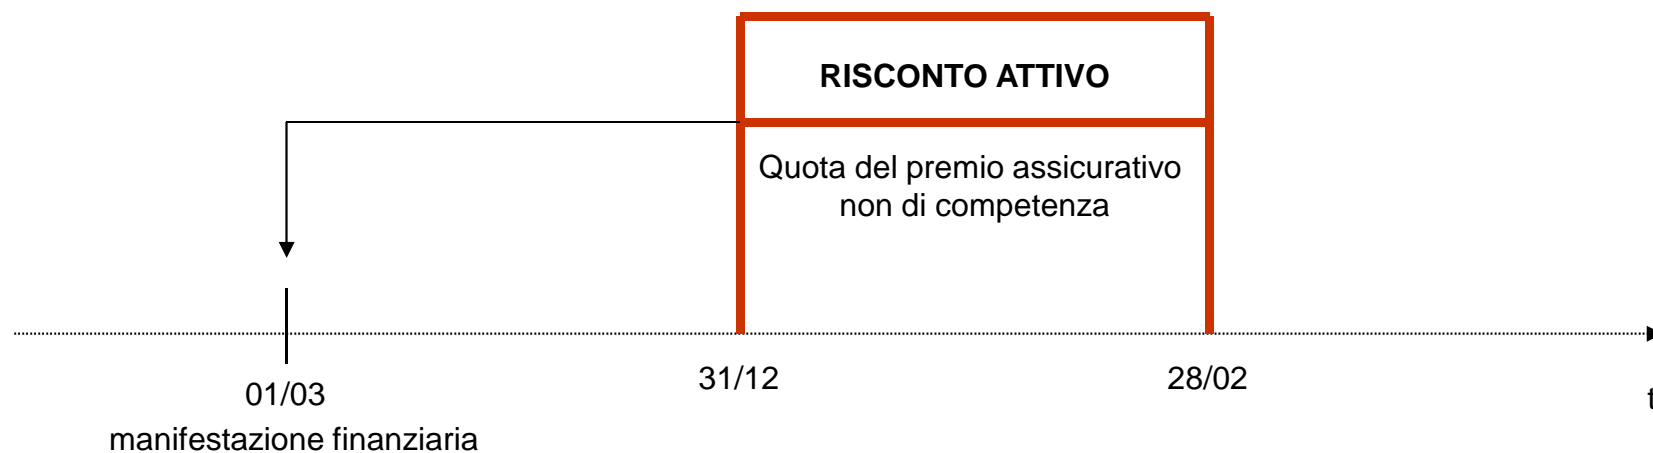 RISCONTO ATTIVO
Quota del premio assicurativo
non di competenza
31/12
28/02
01/03
t
manifestazione finanziaria